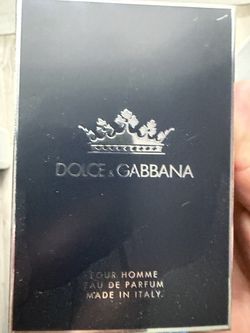 DOLCE & GABBANA
POUR HOMME
EAU DE PARFUM
MADE IN ITALY.